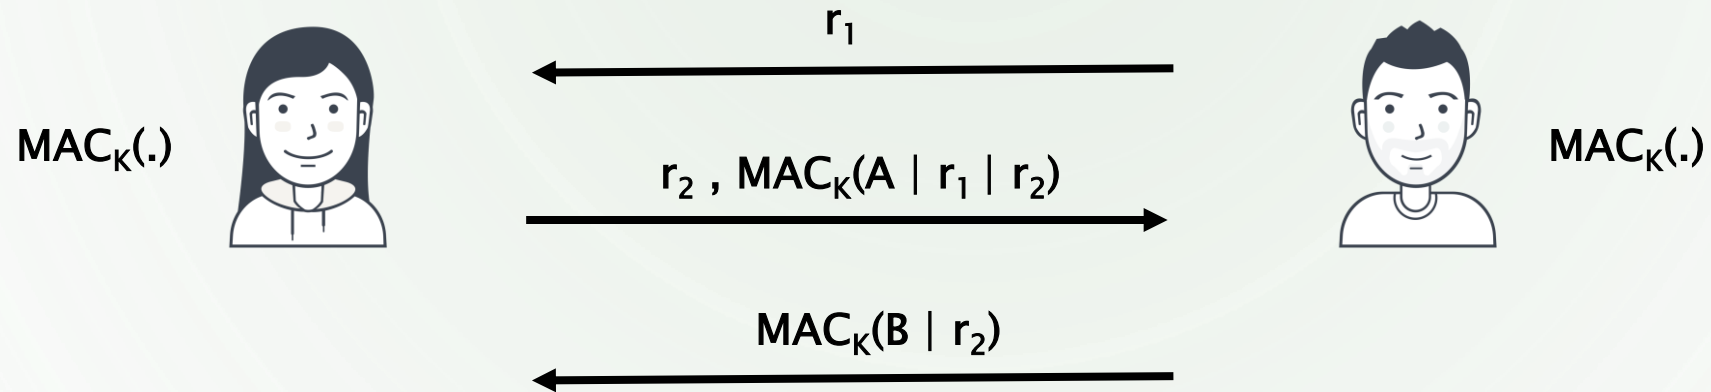 r₁
MACₖ(.)
MACₖ(.)
r₂ , MACₖ(A | r₁ | r₂)
MACₖ(B | r₂)